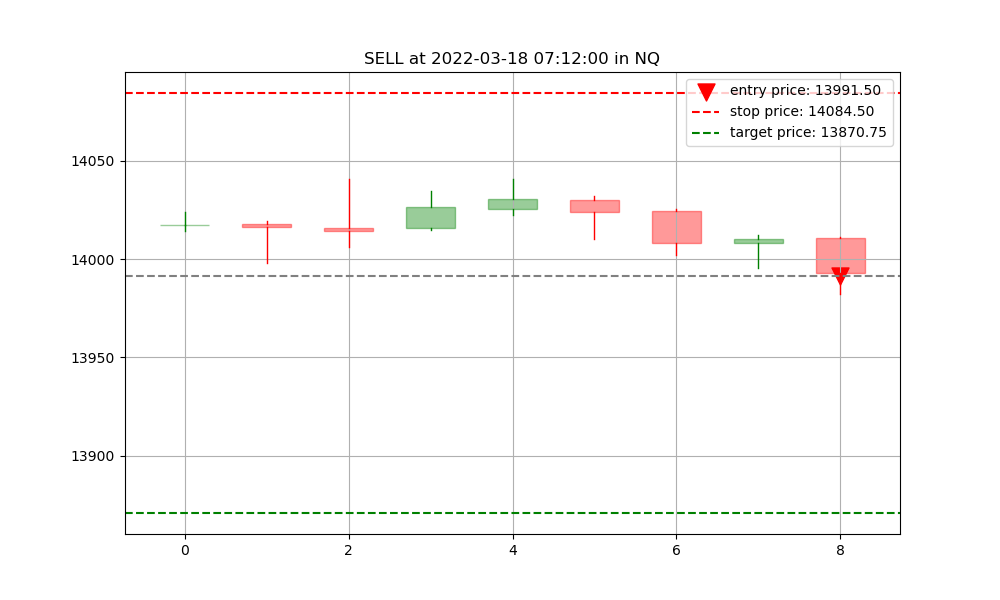 SELL at 2022-03-18 07:12:00 in NQ
entry price: 13991.50
stop price: 14084.50
target price: 13870.75
14050
14000
13950
13900
0 2 4 6 8